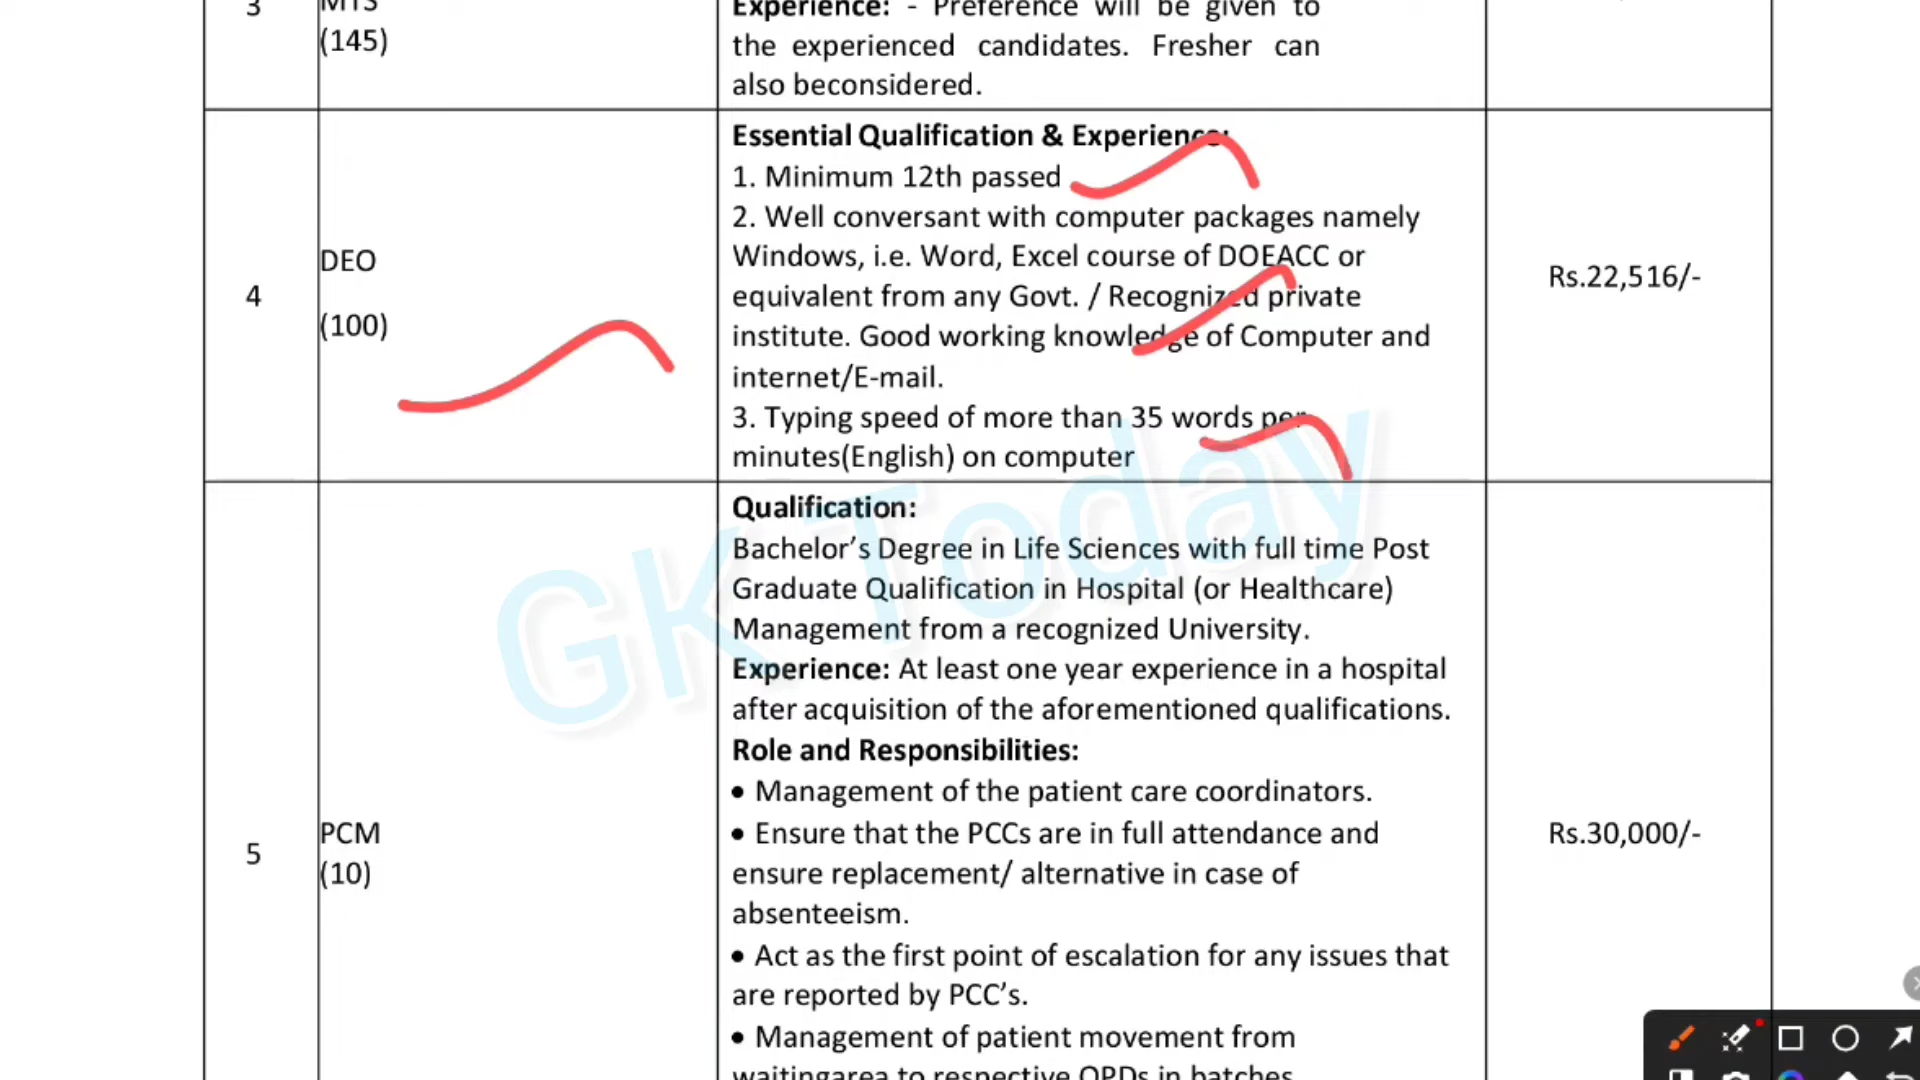 3
MTS
(145)
Experience: - Preference will be given to
the experienced candidates. Fresher can
also beconsidered.
4
DEO
(100)
Essential Qualification & Experience:
1. Minimum 12th passed
2. Well conversant with computer packages namely
Windows, i.e. Word, Excel course of DOEACC or
equivalent from any Govt. / Recognized private
institute. Good working knowledge of Computer and
internet/E-mail.
3. Typing speed of more than 35 words per
minutes(English) on computer
Rs.22,516/-
5
PCM
(10)
Qualification:
Bachelor’s Degree in Life Sciences with full time Post
Graduate Qualification in Hospital (or Healthcare)
Management from a recognized University.
Experience: At least one year experience in a hospital
after acquisition of the aforementioned qualifications.
Role and Responsibilities:
• Management of the patient care coordinators.
• Ensure that the PCCs are in full attendance and
ensure replacement/ alternative in case of
absenteeism.
• Act as the first point of escalation for any issues that
are reported by PCC’s.
• Management of patient movement from
waitingarea to respective OPDs in batches
Rs.30,000/-
GK Today